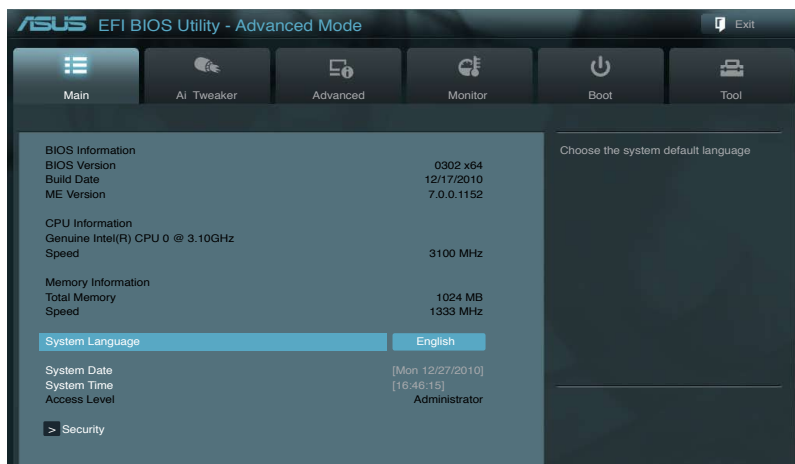 ASUS EFI BIOS Utility - Advanced Mode
Exit
Main Ai Tweaker Advanced Monitor Boot Tool
BIOS Information
BIOS Version 0302 x64
Build Date 12/17/2010
ME Version 7.0.0.1152
CPU Information
Genuine Intel(R) CPU 0 @ 3.10GHz
Speed 3100 MHz
Memory Information
Total Memory 1024 MB
Speed 1333 MHz
System Language English
System Date [Mon 12/27/2010]
System Time [16:46:15]
Access Level Administrator
> Security
Choose the system default language